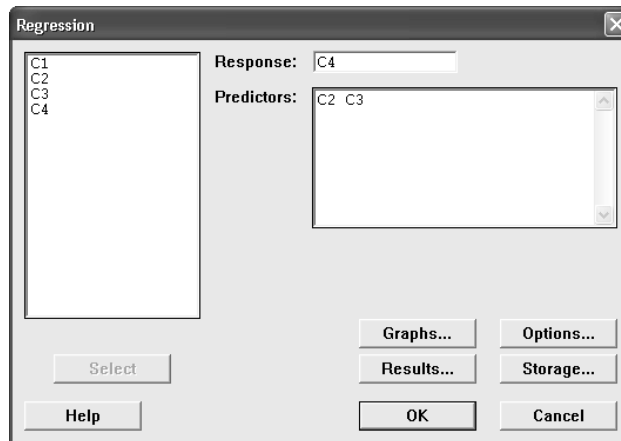 Regression
C1
C2
C3
C4
Response:
C4
Predictors:
C2 C3
Graphs...
Options...
Select
Results...
Storage...
Help
OK
Cancel